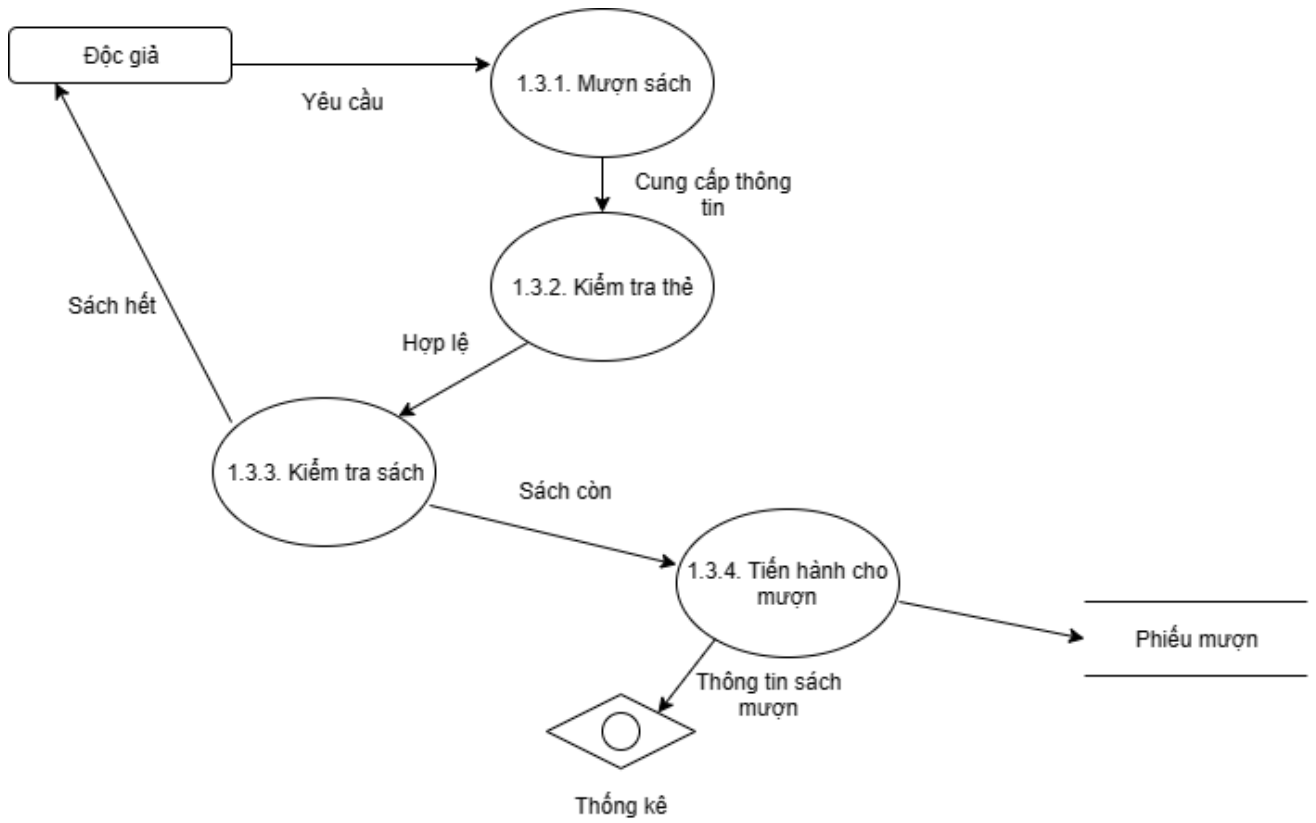 Độc giả
Yêu cầu
1.3.1. Mượn sách
Cung cấp thông
tin
1.3.2. Kiểm tra thẻ
Hợp lệ
Sách hết
1.3.3. Kiểm tra sách
Sách còn
1.3.4. Tiến hành cho
mượn
Phiếu mượn
Thông tin sách
mượn
Thống kê